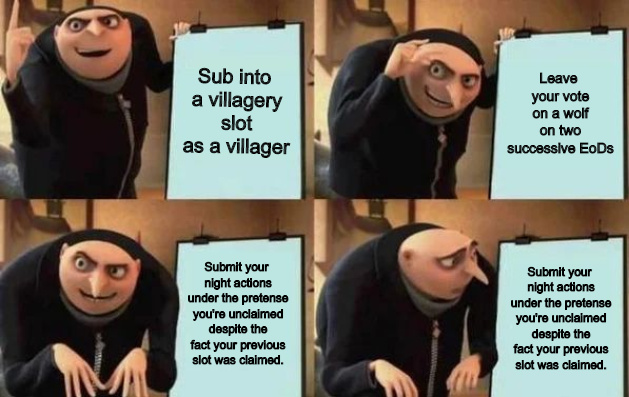 Sub into
a villagery
slot
as a villager
Leave
your vote
on a wolf
on two
successive EoDs
Submit your
night actions
under the pretense
you're unclaimed
despite the
fact your previous
slot was claimed.
Submit your
night actions
under the pretense
you're unclaimed
despite the
fact your previous
slot was claimed.